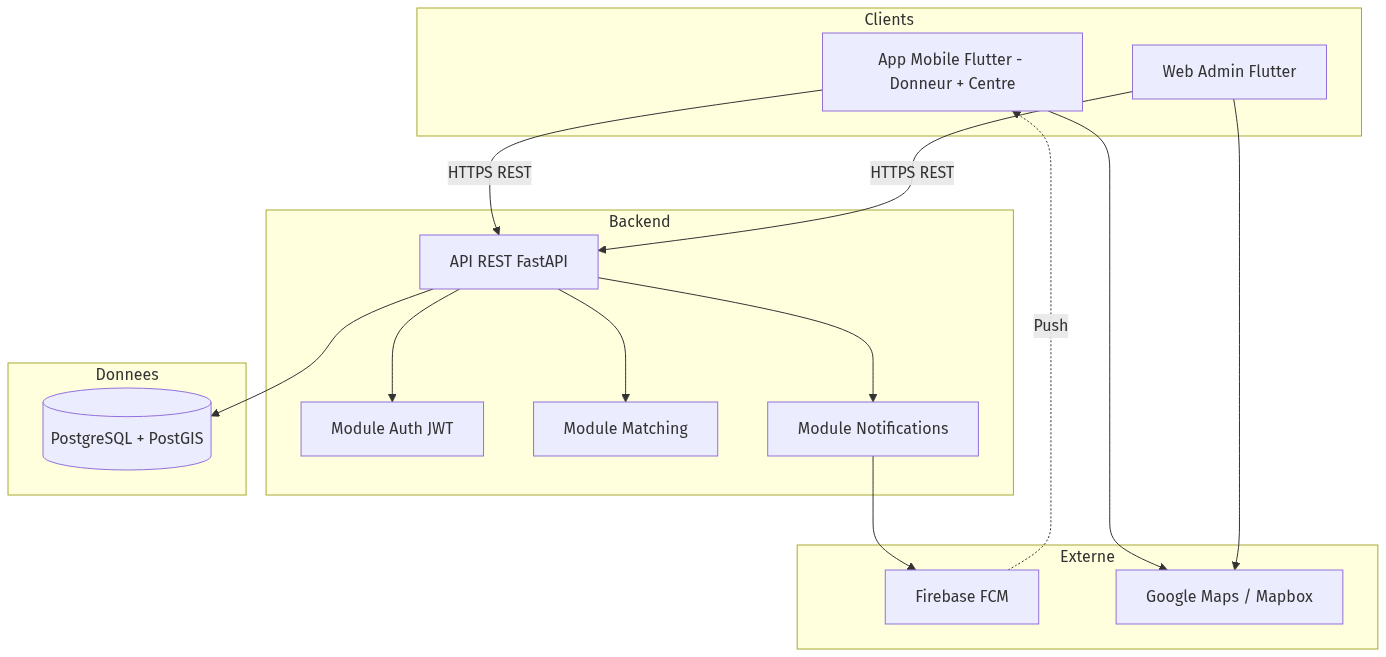 Clients
App Mobile Flutter -
Donneur + Centre
Web Admin Flutter
HTTPS REST
HTTPS REST
Backend
API REST FastAPI
Push
Donnees
PostgreSQL + PostGIS
Module Auth JWT
Module Matching
Module Notifications
Externe
Firebase FCM
Google Maps / Mapbox